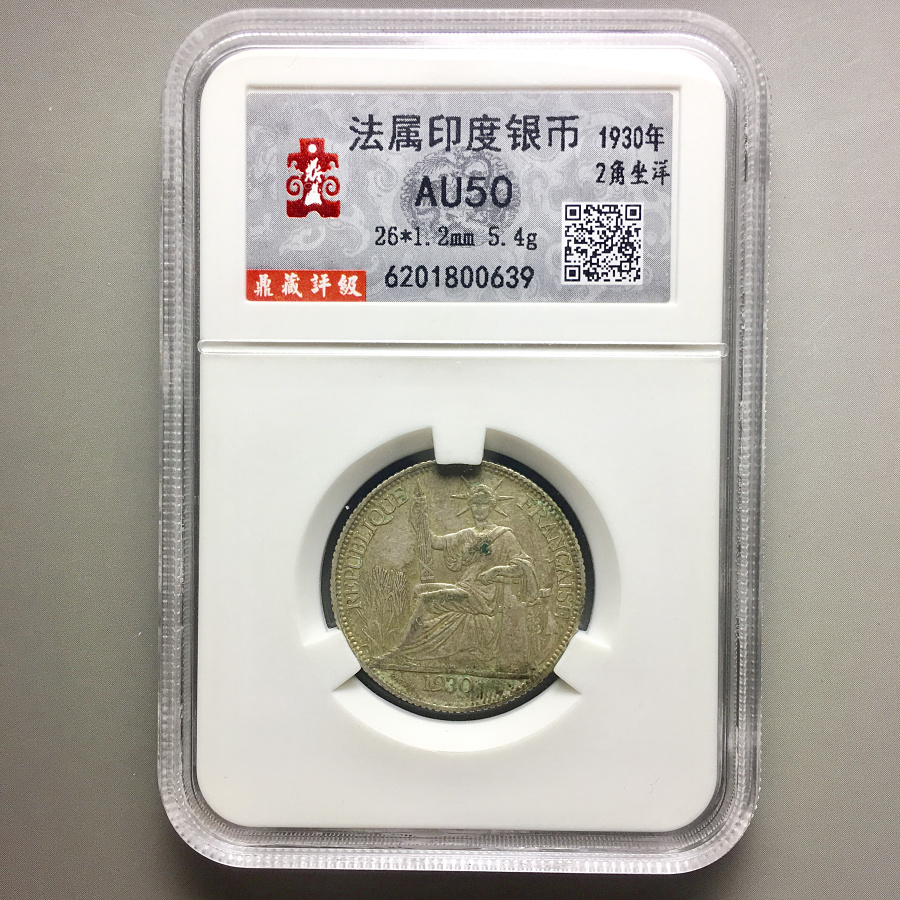 法属印度银币 1930年
2角坐洋
AU50
26*1.2mm 5.4g
鼎藏評級 6201800639
REPUBLIQUE FRANÇAISE
1930